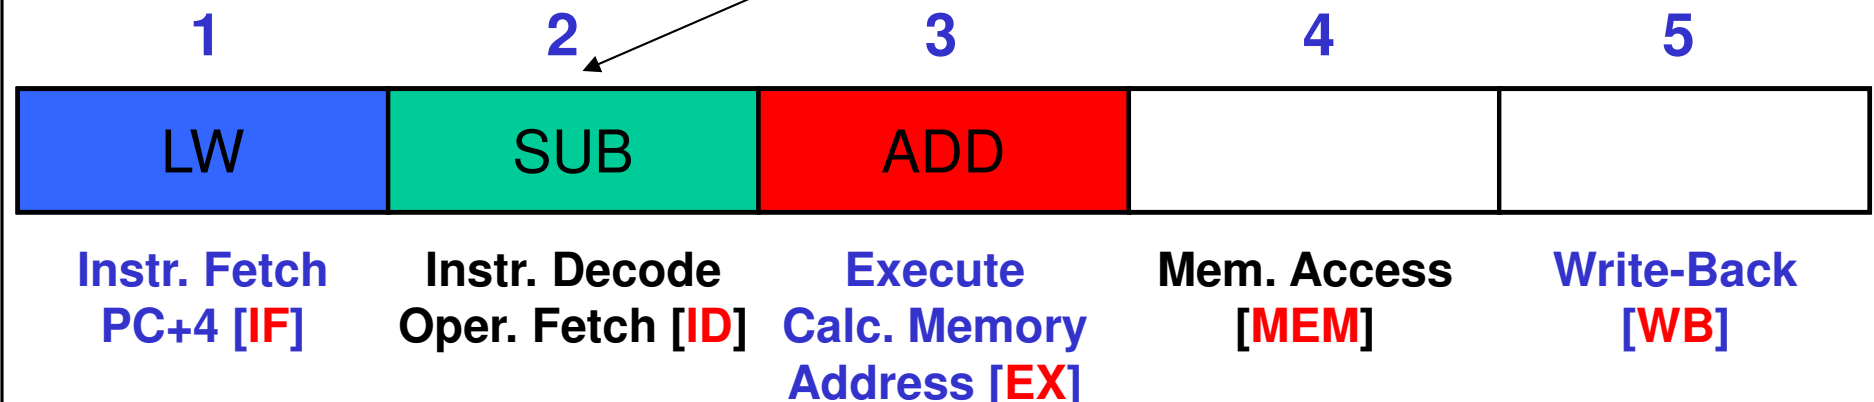 1 2 3 4 5
LW SUB ADD
Instr. Fetch Instr. Decode Execute Mem. Access Write-Back
PC+4 [IF] Oper. Fetch [ID] Calc. Memory [MEM] [WB]
Address [EX]